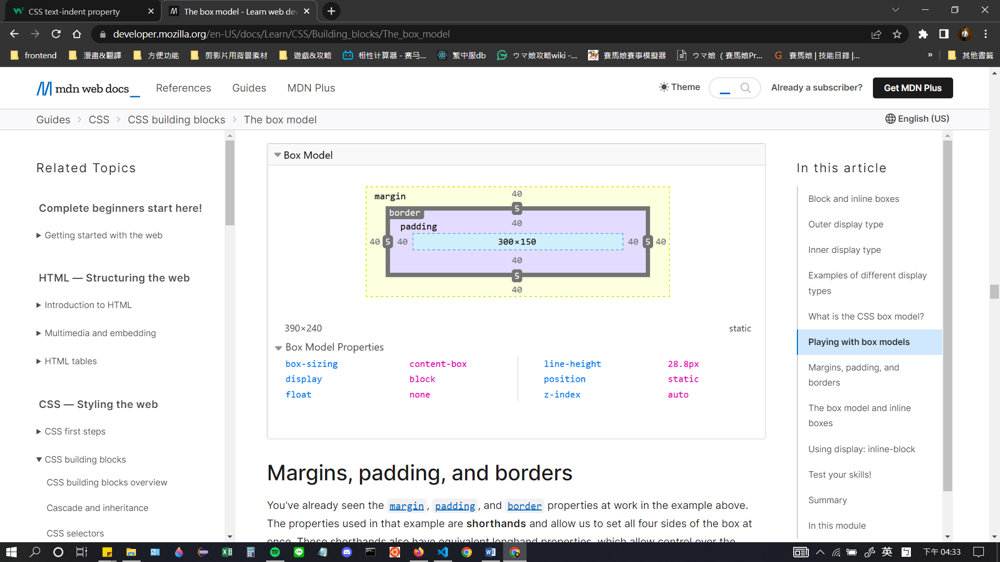 CSS text-indent property
The box model - Learn web dev
developer.mozilla.org/en-US/docs/Learn/CSS/Building_blocks/The_box_model
frontend
漫畫&翻譯
方便功能
剪影片用背景素材
遊戲&攻略
相性计算器 - 赛马...
繁中服db
ウマ娘攻略wiki -...
賽馬娘賽事模擬器
ウマ娘（賽馬娘Pr...
賽馬娘 | 技能目錄 |...
»
其他書籤
mdn web docs_
References
Guides
MDN Plus
Theme
Already a subscriber?
Get MDN Plus
Guides > CSS > CSS building blocks > The box model
English (US)
Related Topics
Complete beginners start here!
Getting started with the web
HTML — Structuring the web
Introduction to HTML
Multimedia and embedding
HTML tables
CSS — Styling the web
CSS first steps
CSS building blocks
CSS building blocks overview
Cascade and inheritance
CSS selectors
Box Model
margin
40
border
5
padding
40
40 5 40 300×150 40 5 40
40
5
40
390×240
static
Box Model Properties
box-sizing content-box line-height 28.8px
display block position static
float none z-index auto
Margins, padding, and borders
You've already seen the margin, padding, and border properties at work in the example above.
The properties used in that example are shorthands and allow us to set all four sides of the box at
once. These shorthands also have equivalent longhand properties, which allow control over the
In this article
Block and inline boxes
Outer display type
Inner display type
Examples of different display
types
What is the CSS box model?
Playing with box models
Margins, padding, and
borders
The box model and inline
boxes
Using display: inline-block
Test your skills!
Summary
In this module
英
下午 04:33